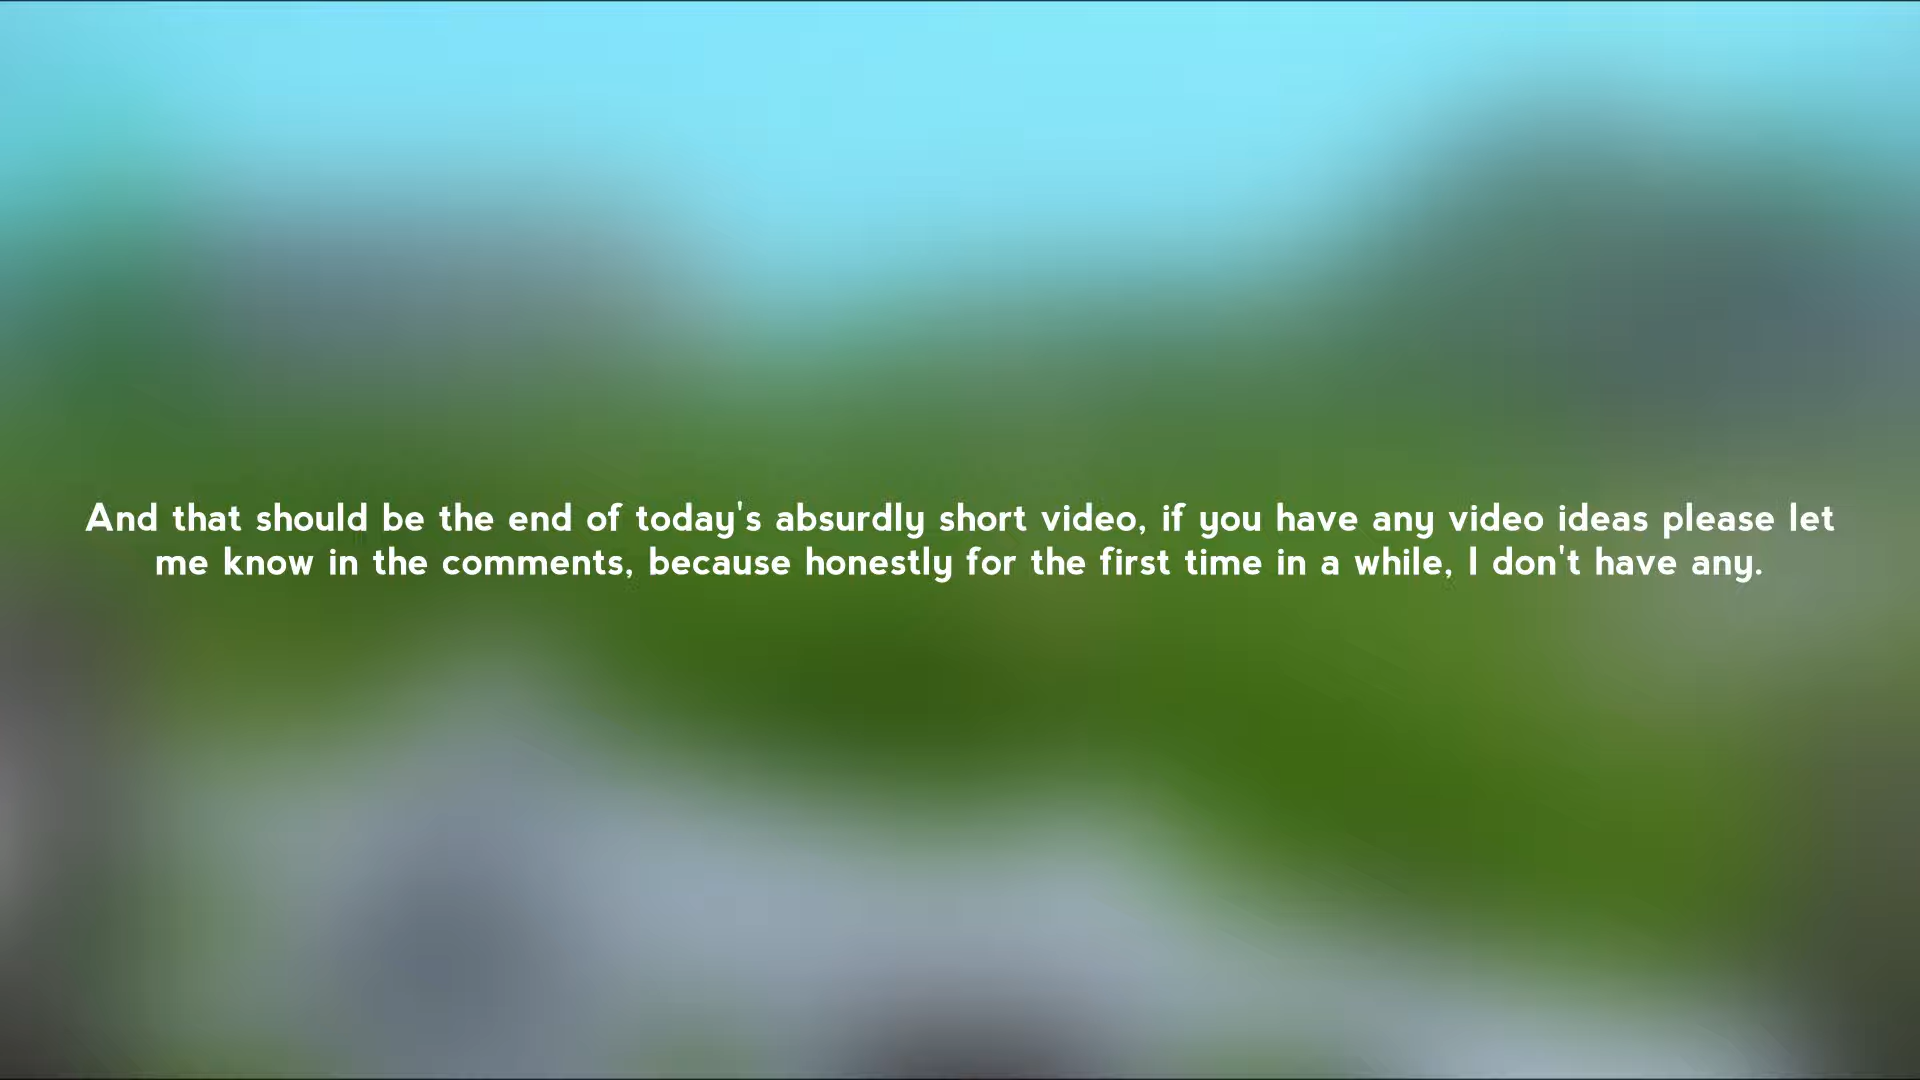 And that should be the end of today's absurdly short video, if you have any video ideas please let
me know in the comments, because honestly for the first time in a while, I don't have any.